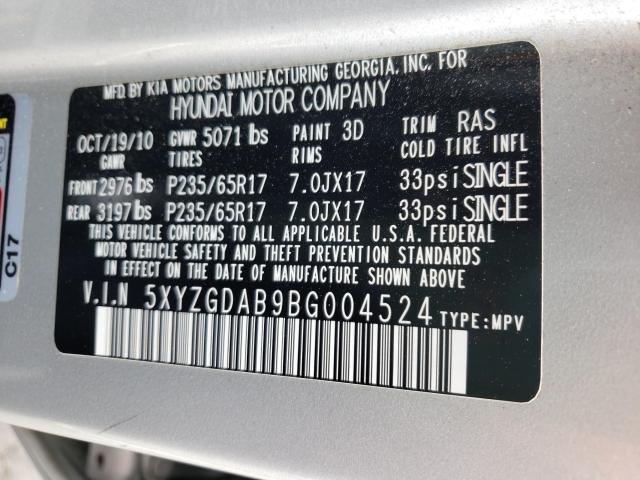 MFD BY KIA MOTORS MANUFACTURING GEORGIA, INC. FOR
HYUNDAI MOTOR COMPANY
OCT/19/10 GVWR 5071 lbs PAINT 3D TRIM RAS
GAWR TIRES RIMS COLD TIRE INFL
FRONT 2976 lbs P235/65R17 7.0JX17 33psi SINGLE
REAR 3197 lbs P235/65R17 7.0JX17 33psi SINGLE
THIS VEHICLE CONFORMS TO ALL APPLICABLE U.S.A. FEDERAL
MOTOR VEHICLE SAFETY AND THEFT PREVENTION STANDARDS
IN EFFECT ON THE DATE OF MANUFACTURE SHOWN ABOVE.
V.I.N 5XYZGDAB9BG004524 TYPE:MPV
C17